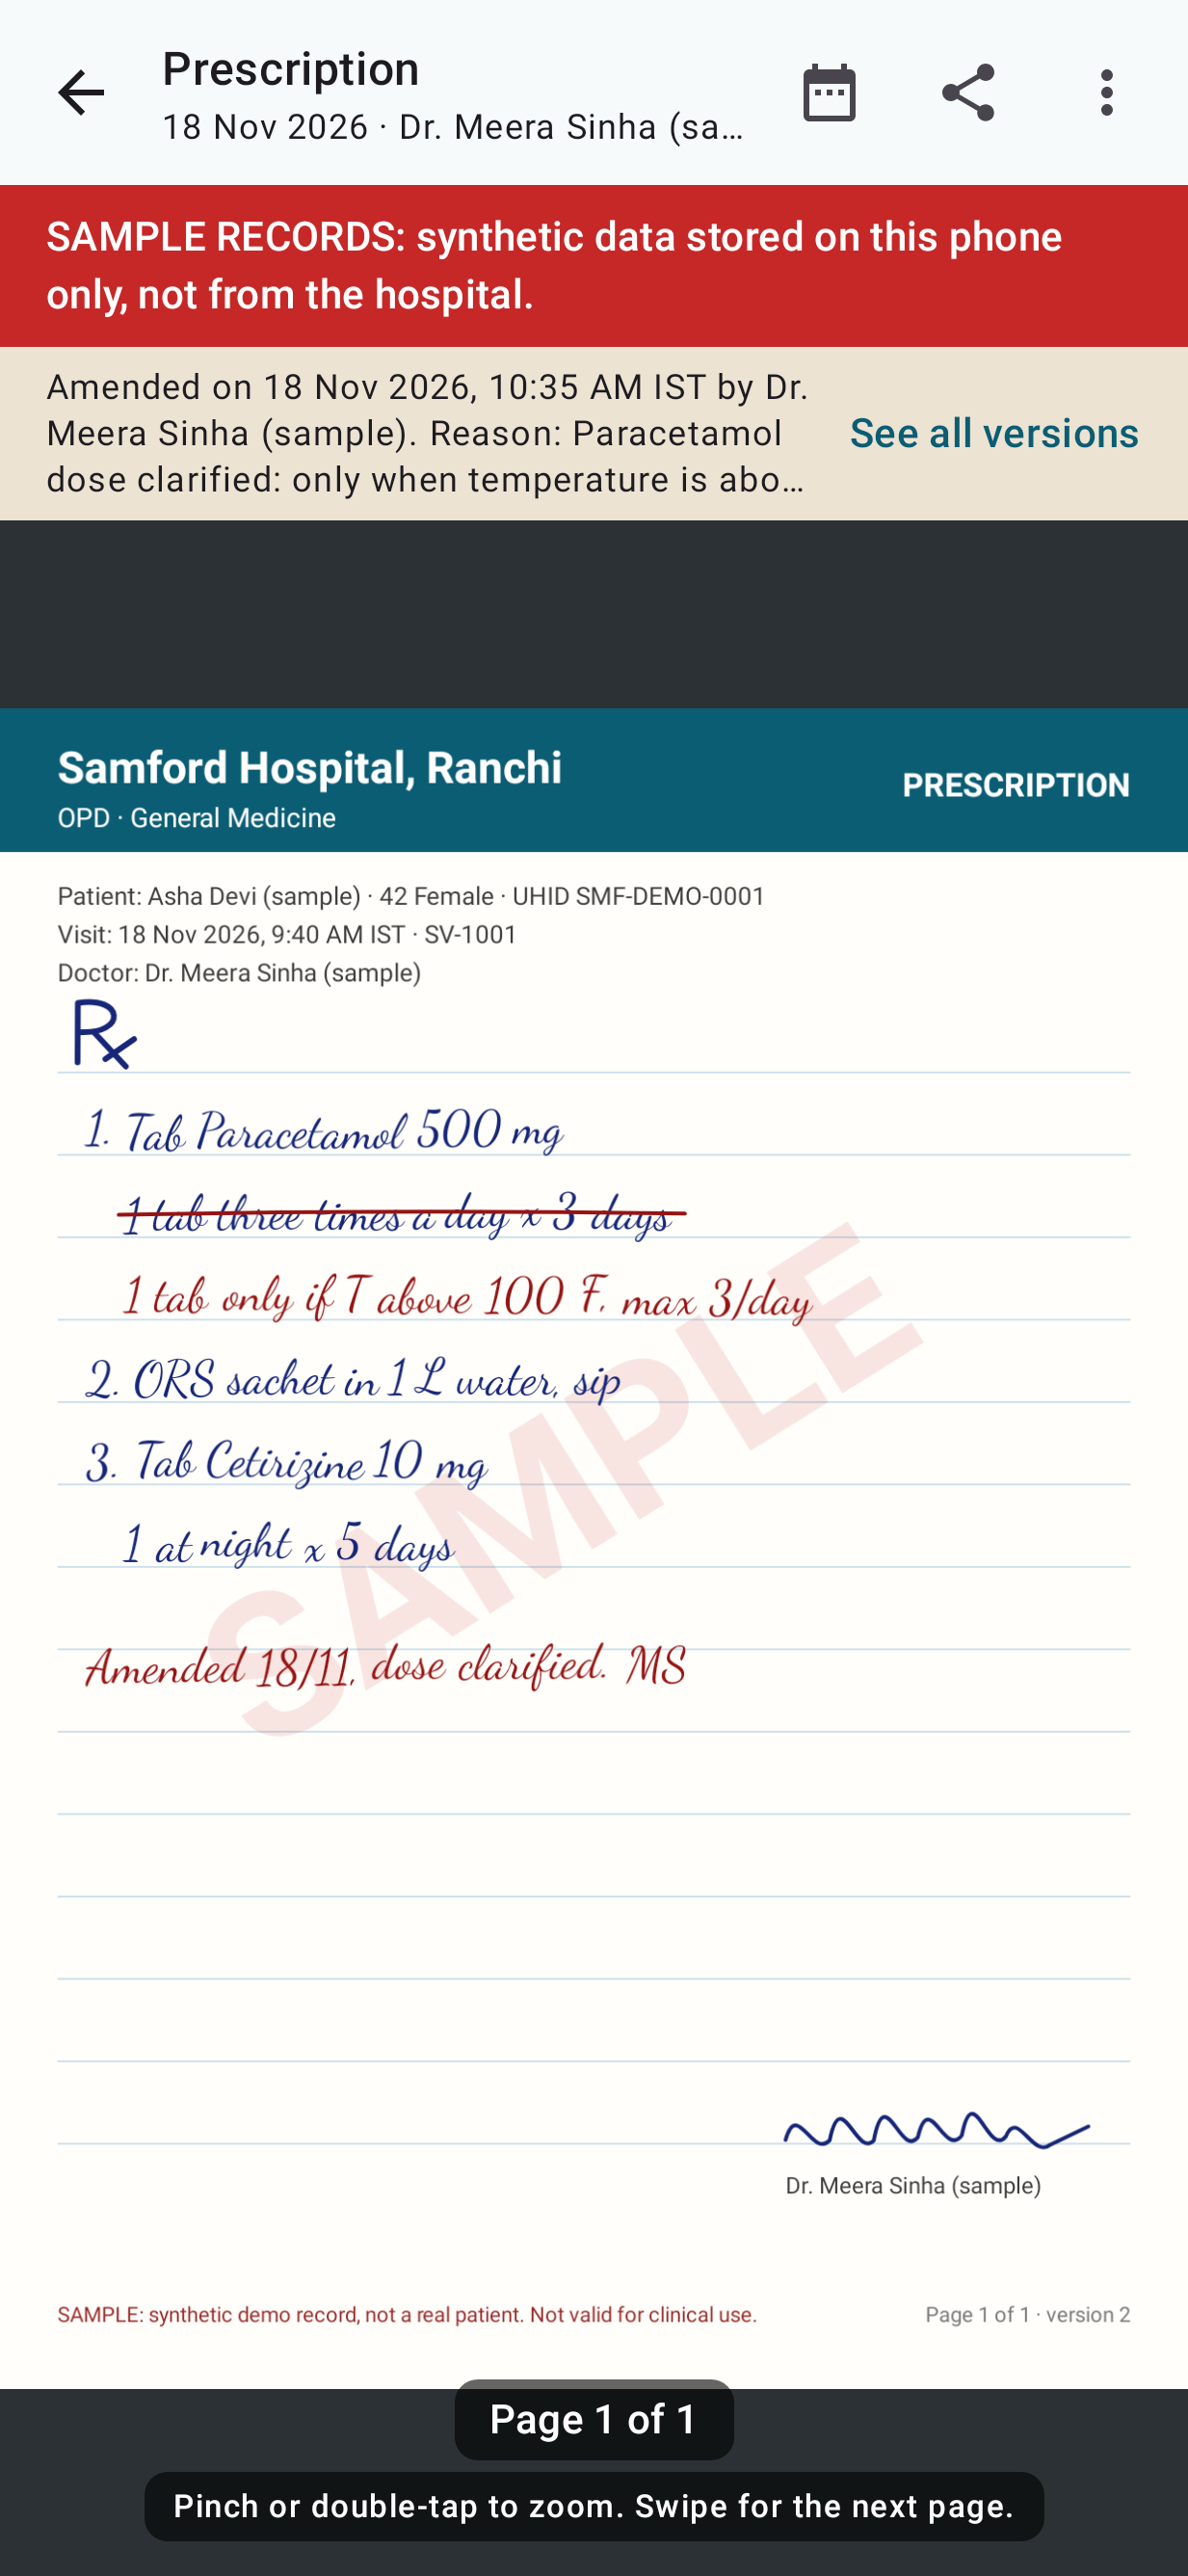 Prescription
18 Nov 2026 · Dr. Meera Sinha (sa...
SAMPLE RECORDS: synthetic data stored on this phone
only, not from the hospital.
Amended on 18 Nov 2026, 10:35 AM IST by Dr.
Meera Sinha (sample). Reason: Paracetamol
dose clarified: only when temperature is abo...
See all versions
Samford Hospital, Ranchi
OPD · General Medicine
PRESCRIPTION
Patient: Asha Devi (sample) · 42 Female · UHID SMF-DEMO-0001
Visit: 18 Nov 2026, 9:40 AM IST · SV-1001
Doctor: Dr. Meera Sinha (sample)
Rx
1. Tab Paracetamol 500 mg
1 tab three times a day x 3 days
1 tab only if T above 100 F, max 3/day
2. ORS sachet in 1 L water, sip
3. Tab Cetirizine 10 mg
1 at night x 5 days
Amended 18/11, dose clarified. MS
SAMPLE
Dr. Meera Sinha (sample)
SAMPLE: synthetic demo record, not a real patient. Not valid for clinical use.
Page 1 of 1 · version 2
Page 1 of 1
Pinch or double-tap to zoom. Swipe for the next page.